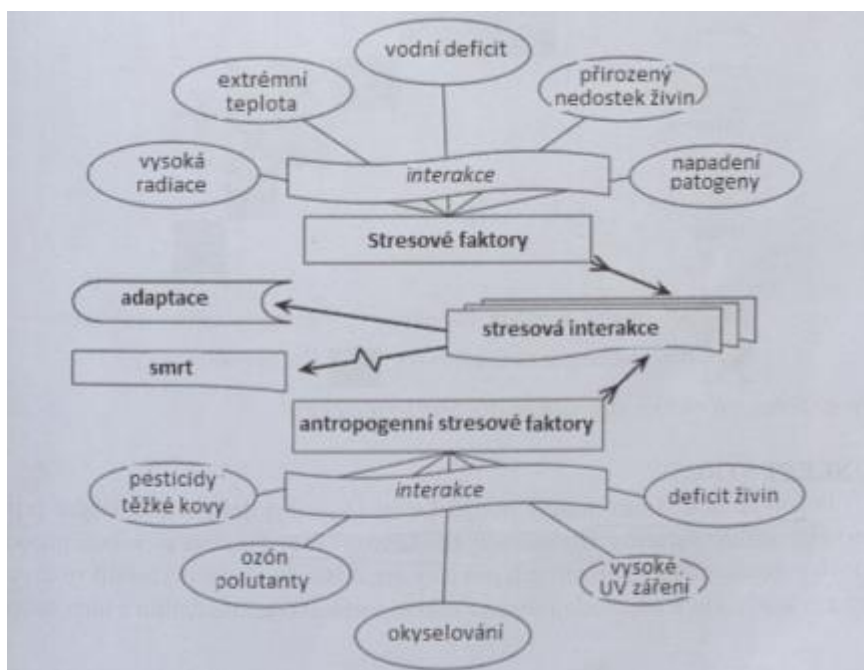 vodní deficit
extrémní
teplota
přirozený
nedostek živin
vysoká
radiace
interakce
napadení
patogeny
Stresové faktory
adaptace
stresová interakce
smrt
antropogenní stresové faktory
pesticidy
těžké kovy
interakce
deficit živin
ozón
polutanty
vysoké
UV záření
okyselování